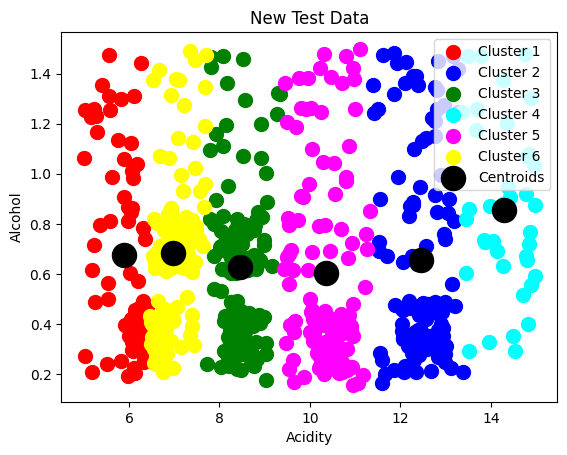 New Test Data
Cluster 1
Cluster 2
Cluster 3
Cluster 4
Cluster 5
Cluster 6
Centroids
Alcohol
1.4
1.2
1.0
0.8
0.6
0.4
0.2
6 8 10 12 14
Acidity